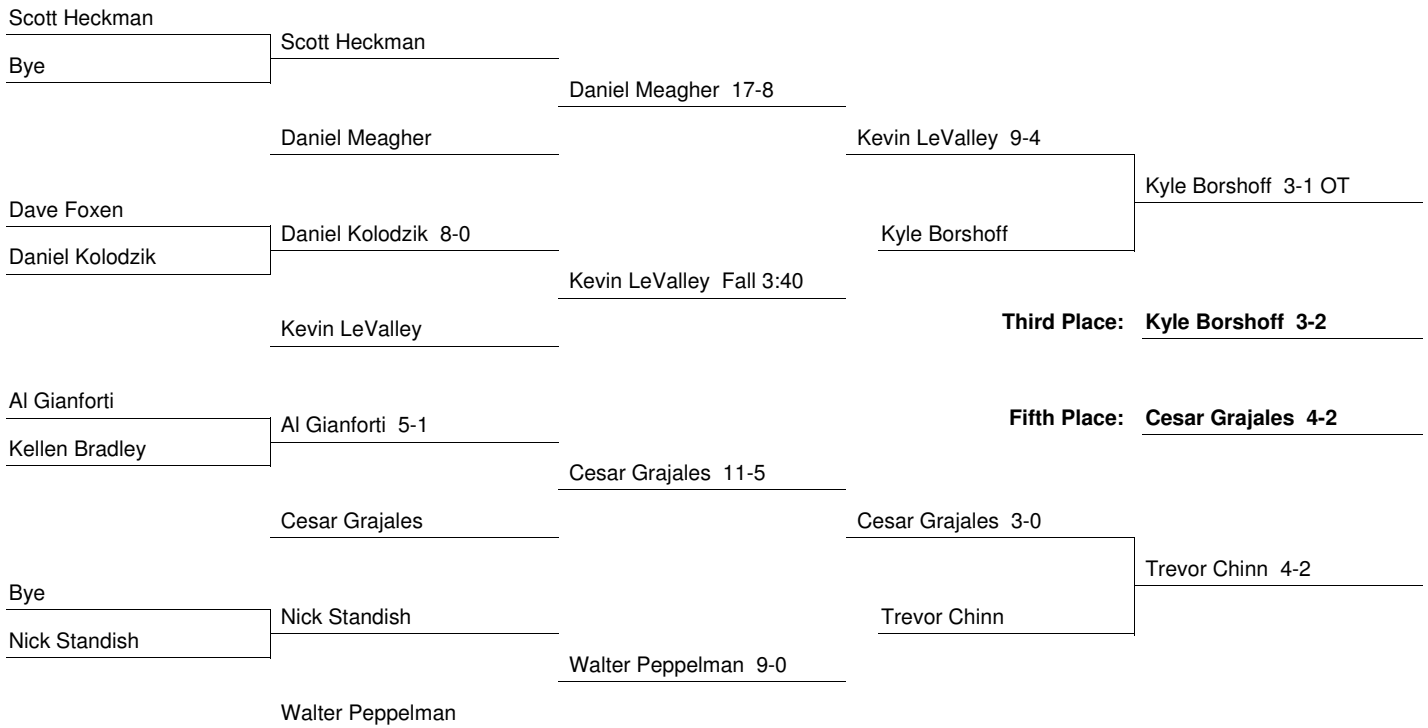 Scott Heckman
Scott Heckman
Bye
Daniel Meagher 17-8
Daniel Meagher
Kevin LeValley 9-4
Kyle Borshoff 3-1 OT
Dave Foxen
Daniel Kolodzik 8-0
Kyle Borshoff
Daniel Kolodzik
Kevin LeValley Fall 3:40
Kevin LeValley
Third Place: Kyle Borshoff 3-2
Al Gianforti
Al Gianforti 5-1
Fifth Place: Cesar Grajales 4-2
Kellen Bradley
Cesar Grajales 11-5
Cesar Grajales
Cesar Grajales 3-0
Trevor Chinn 4-2
Bye
Nick Standish
Trevor Chinn
Nick Standish
Walter Peppelman 9-0
Walter Peppelman